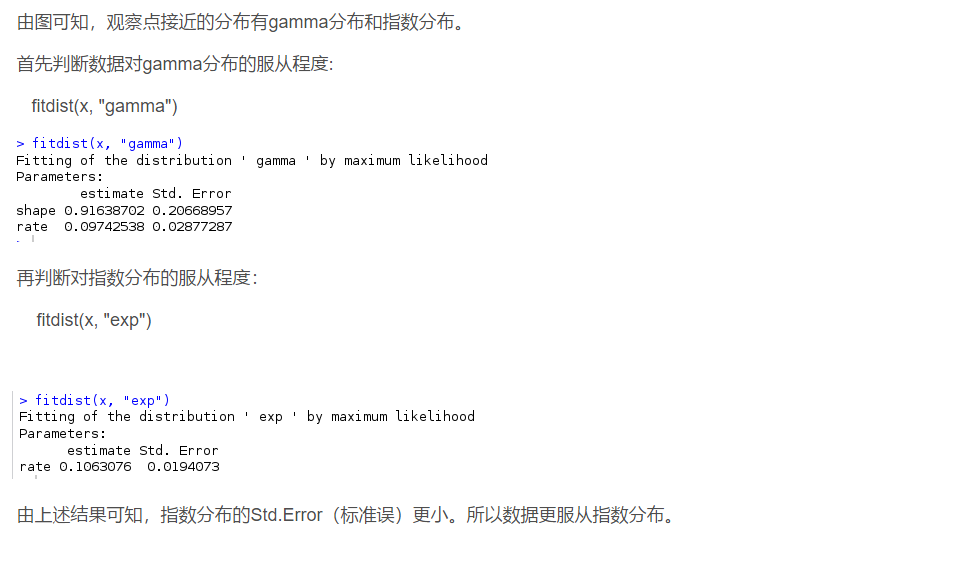 由图可知，观察点接近的分布有gamma分布和指数分布。
首先判断数据对gamma分布的服从程度:
fitdist(x, "gamma")
> fitdist(x, "gamma")
Fitting of the distribution ' gamma ' by maximum likelihood
Parameters:
estimate Std. Error
shape 0.91638702 0.20668957
rate 0.09742538 0.02877287
再判断对指数分布的服从程度：
fitdist(x, "exp")
> fitdist(x, "exp")
Fitting of the distribution ' exp ' by maximum likelihood
Parameters:
estimate Std. Error
rate 0.1063076 0.0194073
由上述结果可知，指数分布的Std.Error（标准误）更小。所以数据更服从指数分布。